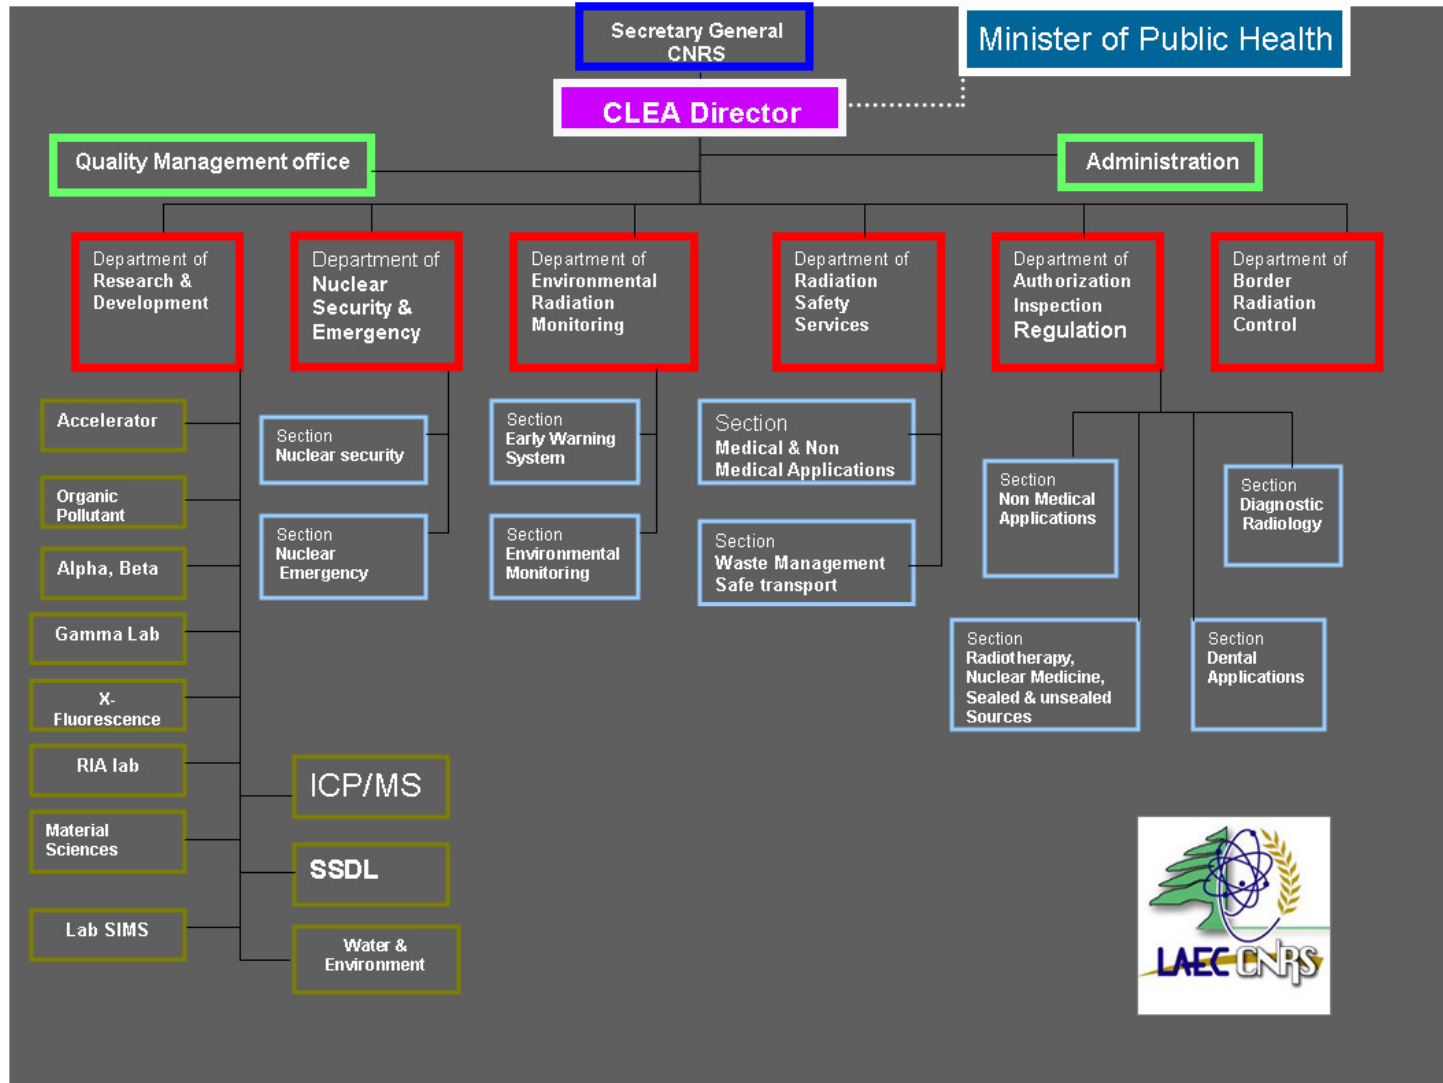 Secretary General
CNRS
Minister of Public Health
CLEA Director
Quality Management office
Administration
Department of
Research &
Development
Department of
Nuclear
Security &
Emergency
Department of
Environmental
Radiation
Monitoring
Department of
Radiation
Safety
Services
Department of
Authorization
Inspection
Regulation
Department of
Border
Radiation
Control
Accelerator
Organic
Pollutant
Alpha, Beta
Gamma Lab
X-
Fluorescence
RIA lab
Material
Sciences
Lab SIMS
ICP/MS
SSDL
Water &
Environment
Section
Nuclear security
Section
Nuclear
Emergency
Section
Early Warning
System
Section
Environmental
Monitoring
Section
Medical & Non
Medical Applications
Section
Waste Management
Safe transport
Section
Non Medical
Applications
Section
Diagnostic
Radiology
Section
Radiotherapy,
Nuclear Medicine,
Sealed & unsealed
Sources
Section
Dental
Applications
LAEC CNRS